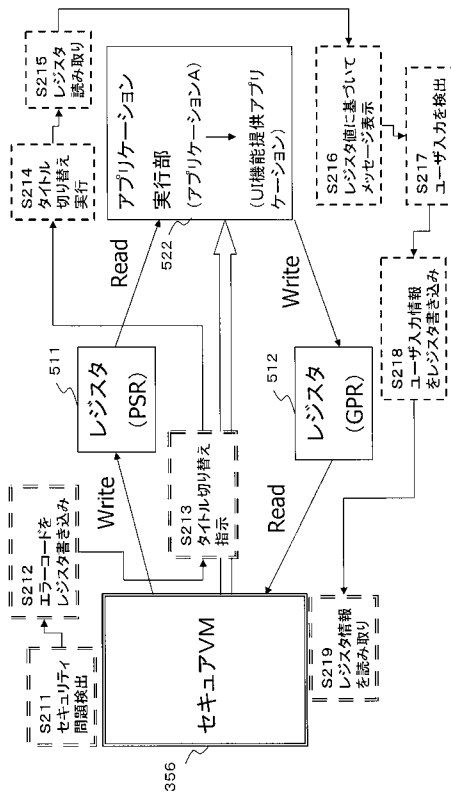 S211
セキュリティ
問題検出
S212
エラーコードを
レジスタ書き込み
S213
タイトル切り替え
指示
S214
タイトル
切り替え
実行
S215
レジスタ
読み取り
356
セキュアVM
Write
511
レジスタ
(PSR)
Read
522
アプリケーション
実行部
(アプリケーションA)
(UI機能提供アプリ
ケーション)
Write
512
レジスタ
(GPR)
Read
S216
レジスタ値に基づいて
メッセージ表示
S217
ユーザ入力を検出
S218
ユーザ入力情報
をレジスタ書き込み
S219
レジスタ情報
を読み取り